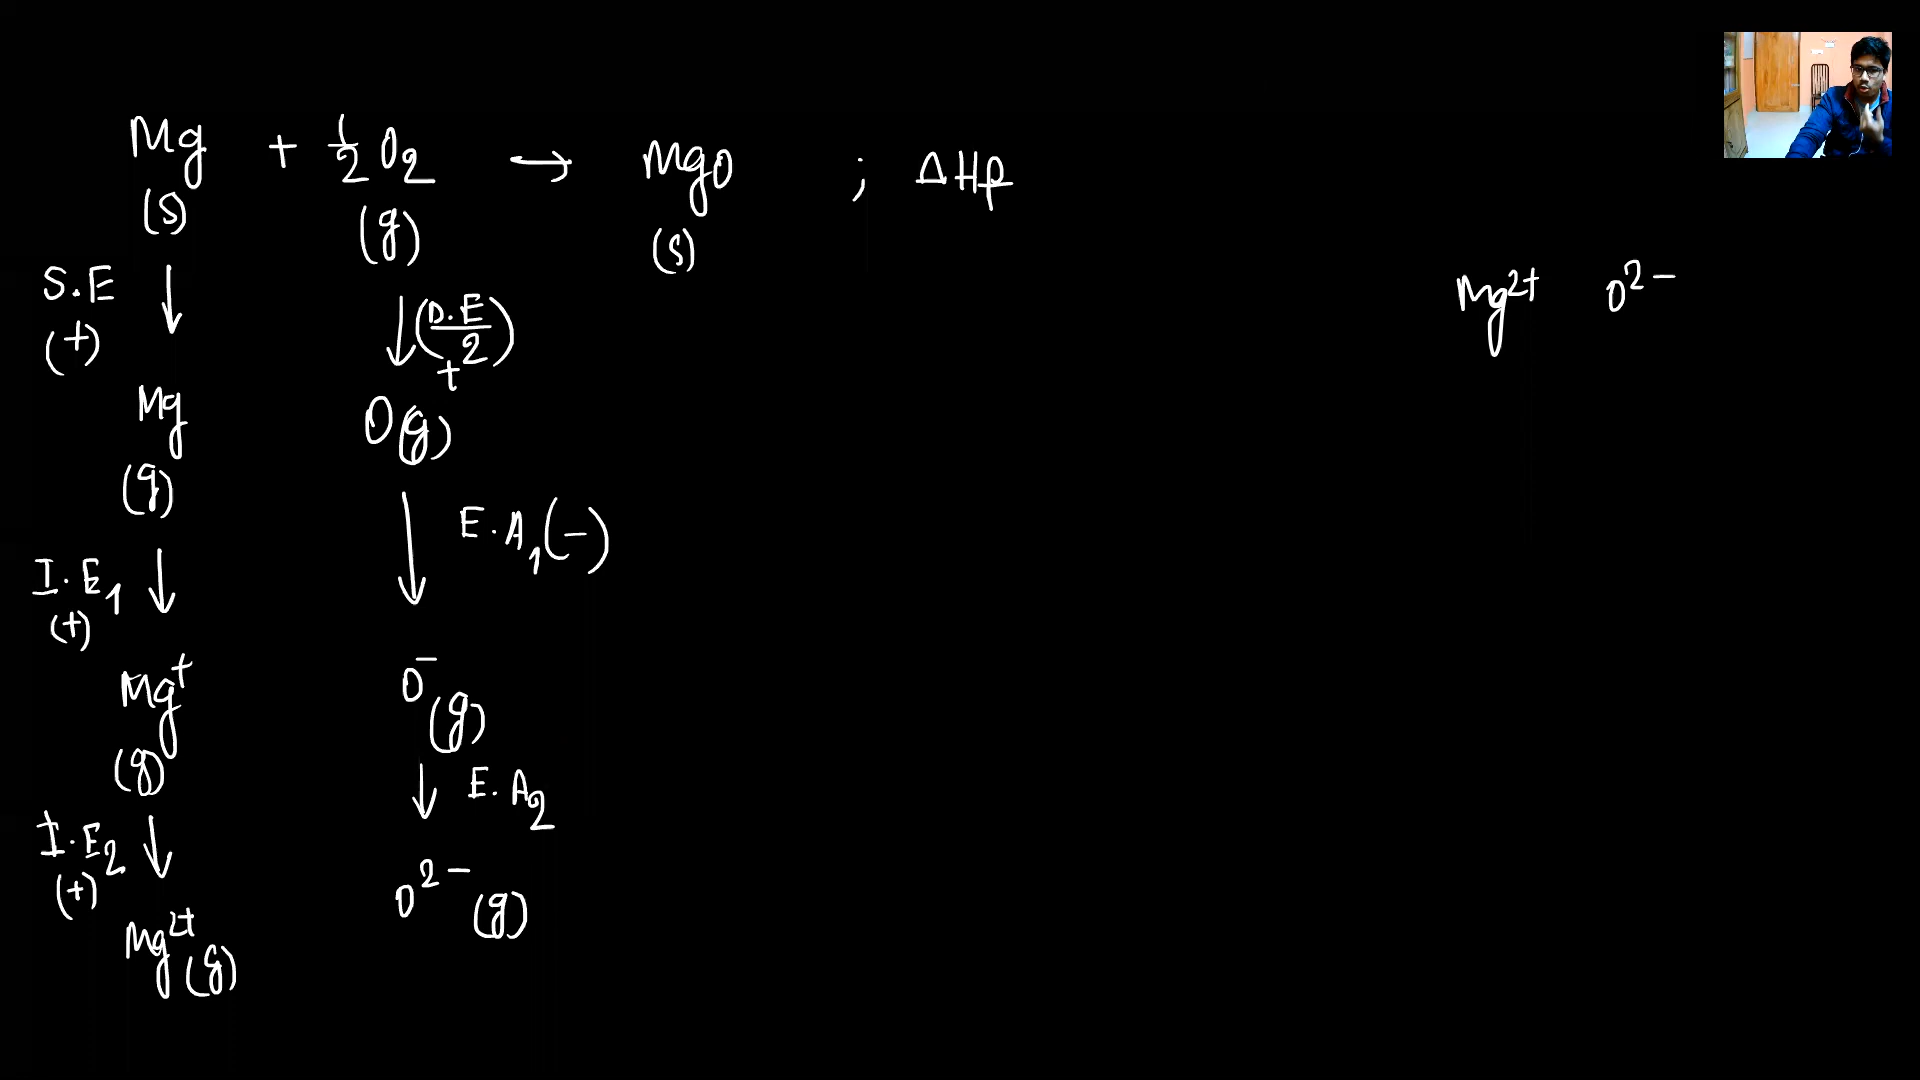 Mg + 1/2 O₂ → MgO ; ΔHf
(s) (g) (s)
S.E ↓ ↓ (D.E/2)
(+) +
Mg²⁺ O²⁻
Mg O(g)
(g)
↓ E.A₁(-)
I.E₁ ↓
(+)
Mg⁺ O⁻(g)
(g)
↓ E.A₂
I.E₂ ↓
(+) O²⁻(g)
Mg²⁺(g)